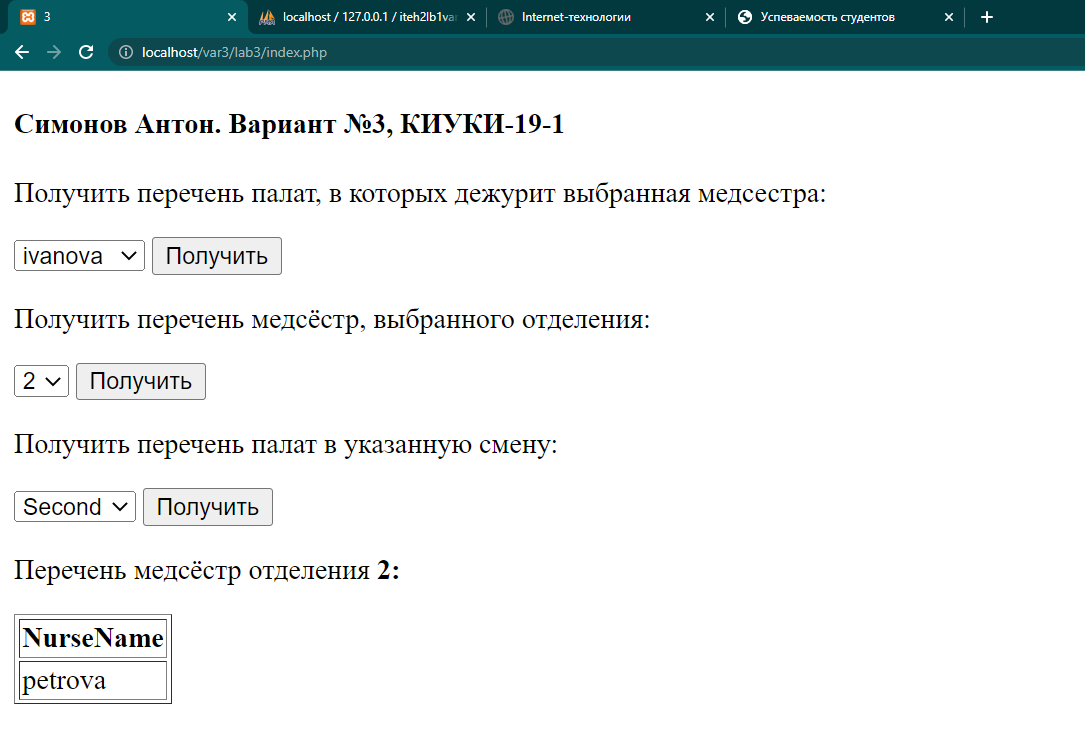 3
localhost / 127.0.0.1 / iteh2lb1var
Internet-технологии
Успеваемость студентов
localhost/var3/lab3/index.php
Симонов Антон. Вариант №3, КИУКИ-19-1
Получить перечень палат, в которых дежурит выбранная медсестра:
ivanova Получить
Получить перечень медсёстр, выбранного отделения:
2 Получить
Получить перечень палат в указанную смену:
Second Получить
Перечень медсёстр отделения 2:
NurseName
petrova